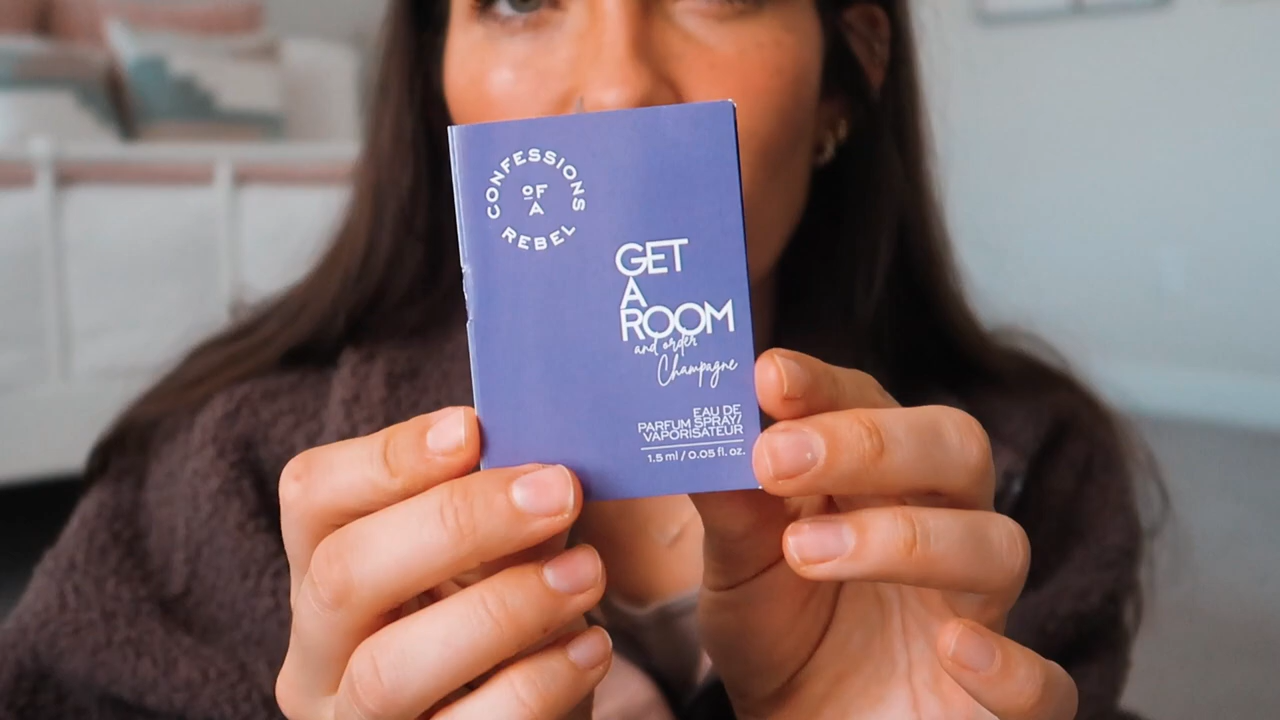 CONFESSIONS
OF
A
REBEL
GET
A
ROOM
and order
Champagne
EAU DE
PARFUM SPRAY/
VAPORISATEUR
1.5 ml / 0.05 fl. oz.